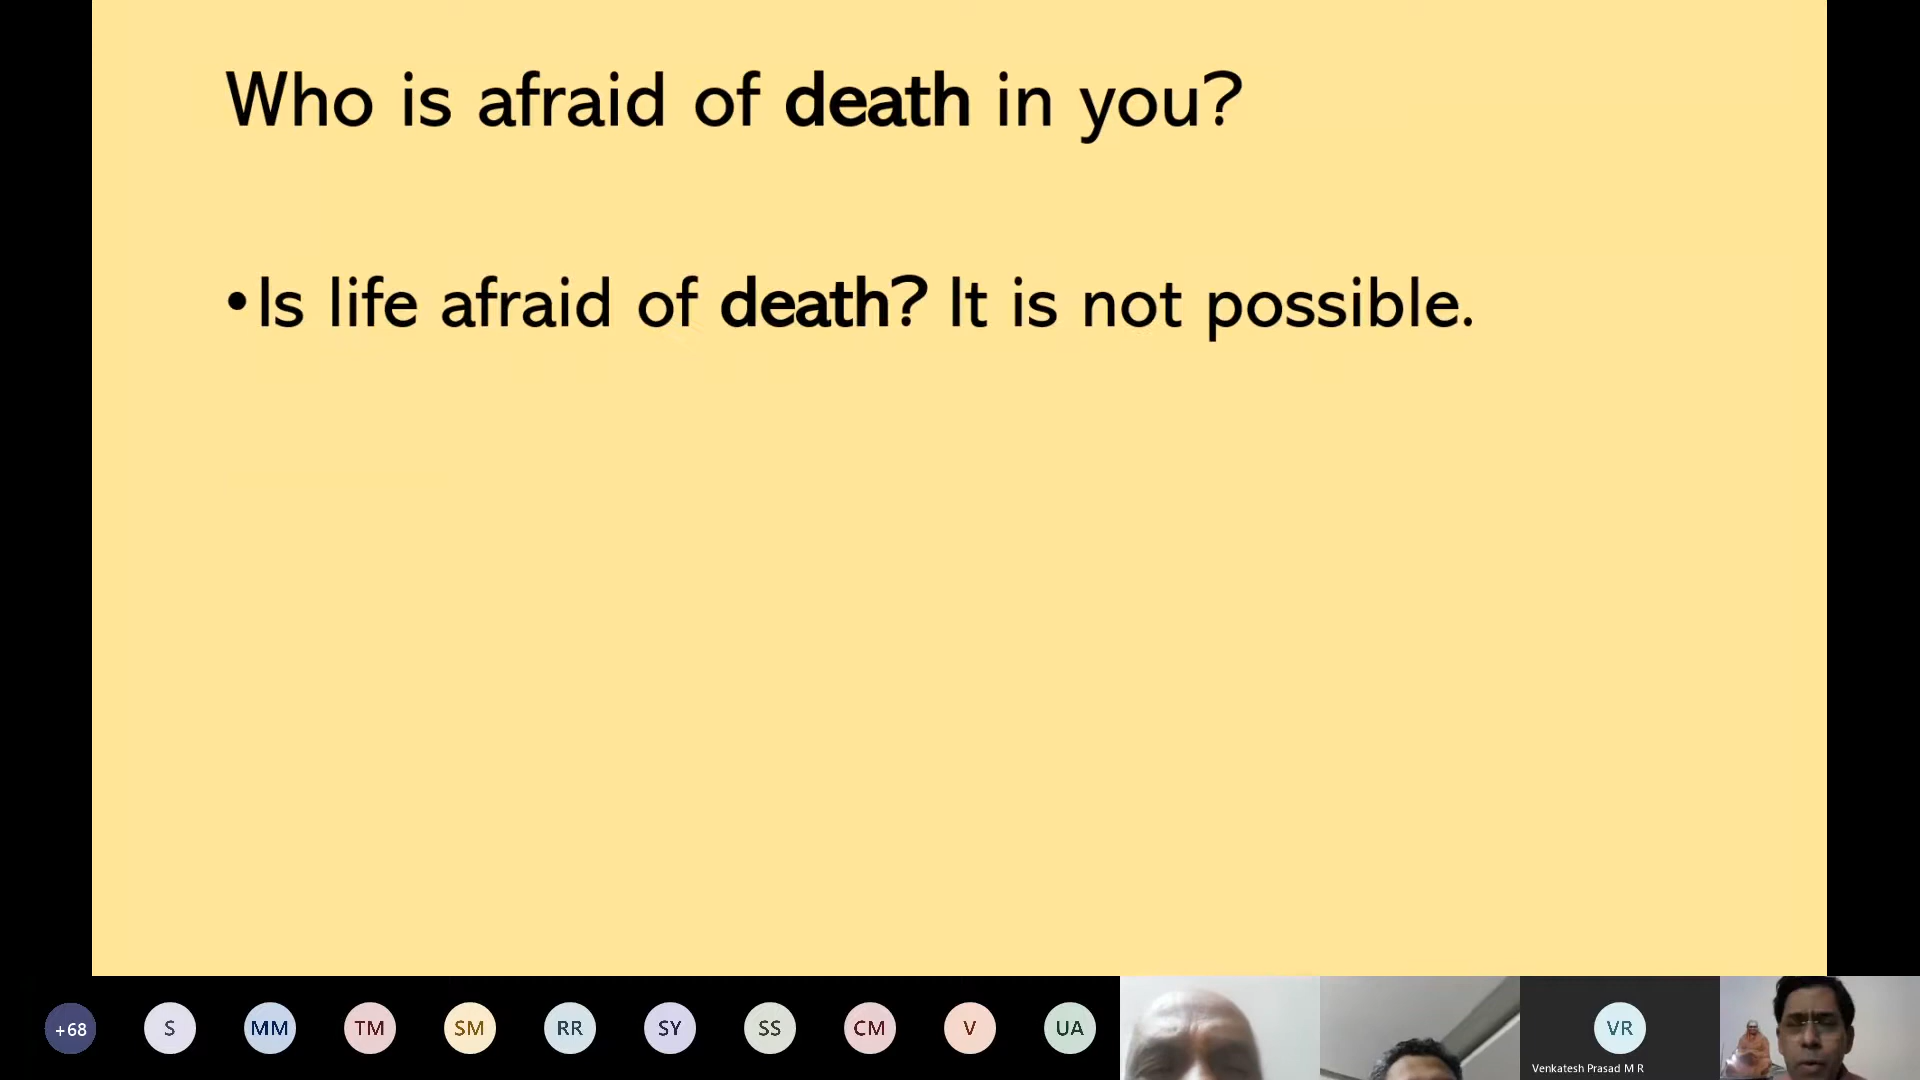 Who is afraid of death in you?
•Is life afraid of death? It is not possible.
+68 S MM TM SM RR SY SS CM V UA VR
Venkatesh Prasad M R